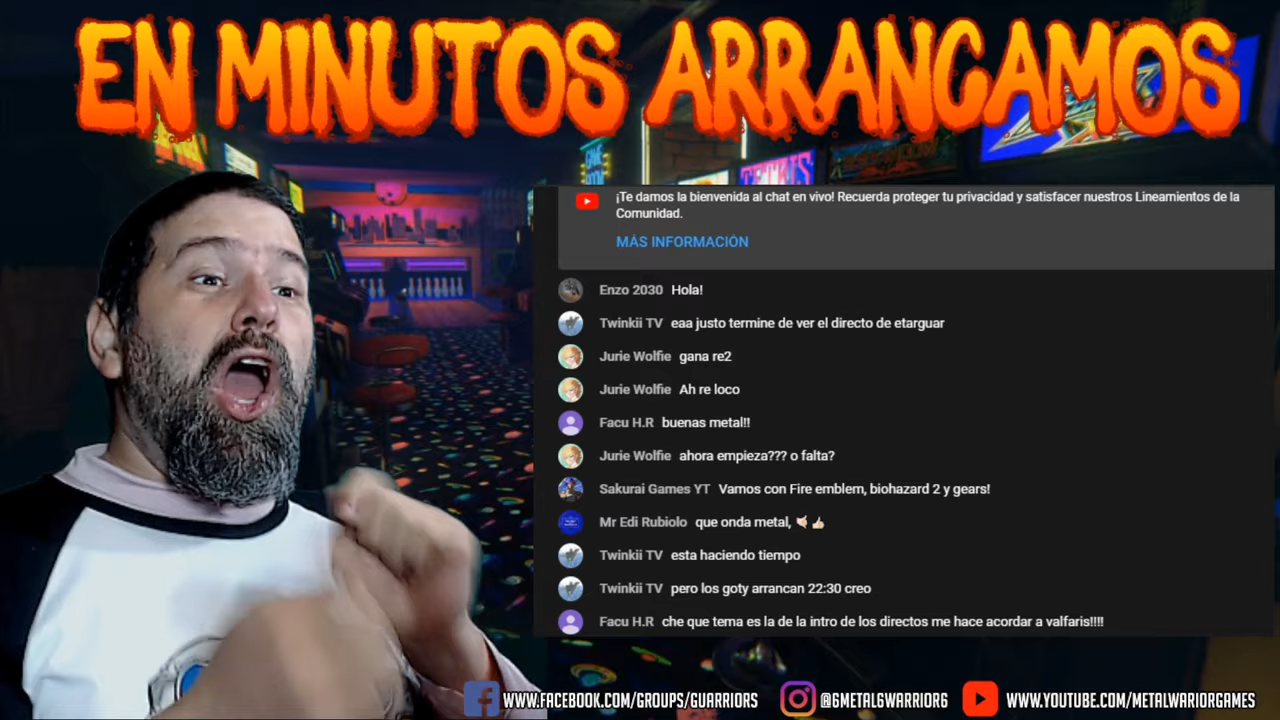 EN MINUTOS ARRANCAMOS
GAME
ROOM
TETRIS
¡Te damos la bienvenida al chat en vivo! Recuerda proteger tu privacidad y satisfacer nuestros Lineamientos de la
Comunidad.
MÁS INFORMACIÓN
Enzo 2030 Hola!
Twinkii TV eaa justo termine de ver el directo de etarguar
Jurie Wolfie gana re2
Jurie Wolfie Ah re loco
Facu H.R buenas metal!!
Jurie Wolfie ahora empieza??? o falta?
Sakurai Games YT Vamos con Fire emblem, biohazard 2 y gears!
Mr Edi Rubiolo que onda metal, 🤙🏻👍🏻
Twinkii TV esta haciendo tiempo
Twinkii TV pero los goty arrancan 22:30 creo
Facu H.R che que tema es la de la intro de los directos me hace acordar a valfaris!!!!
WWW.FACEBOOK.COM/GROUPS/GUARRIORS @6METAL6WARRIOR6 WWW.YOUTUBE.COM/METALWARIORGAMES